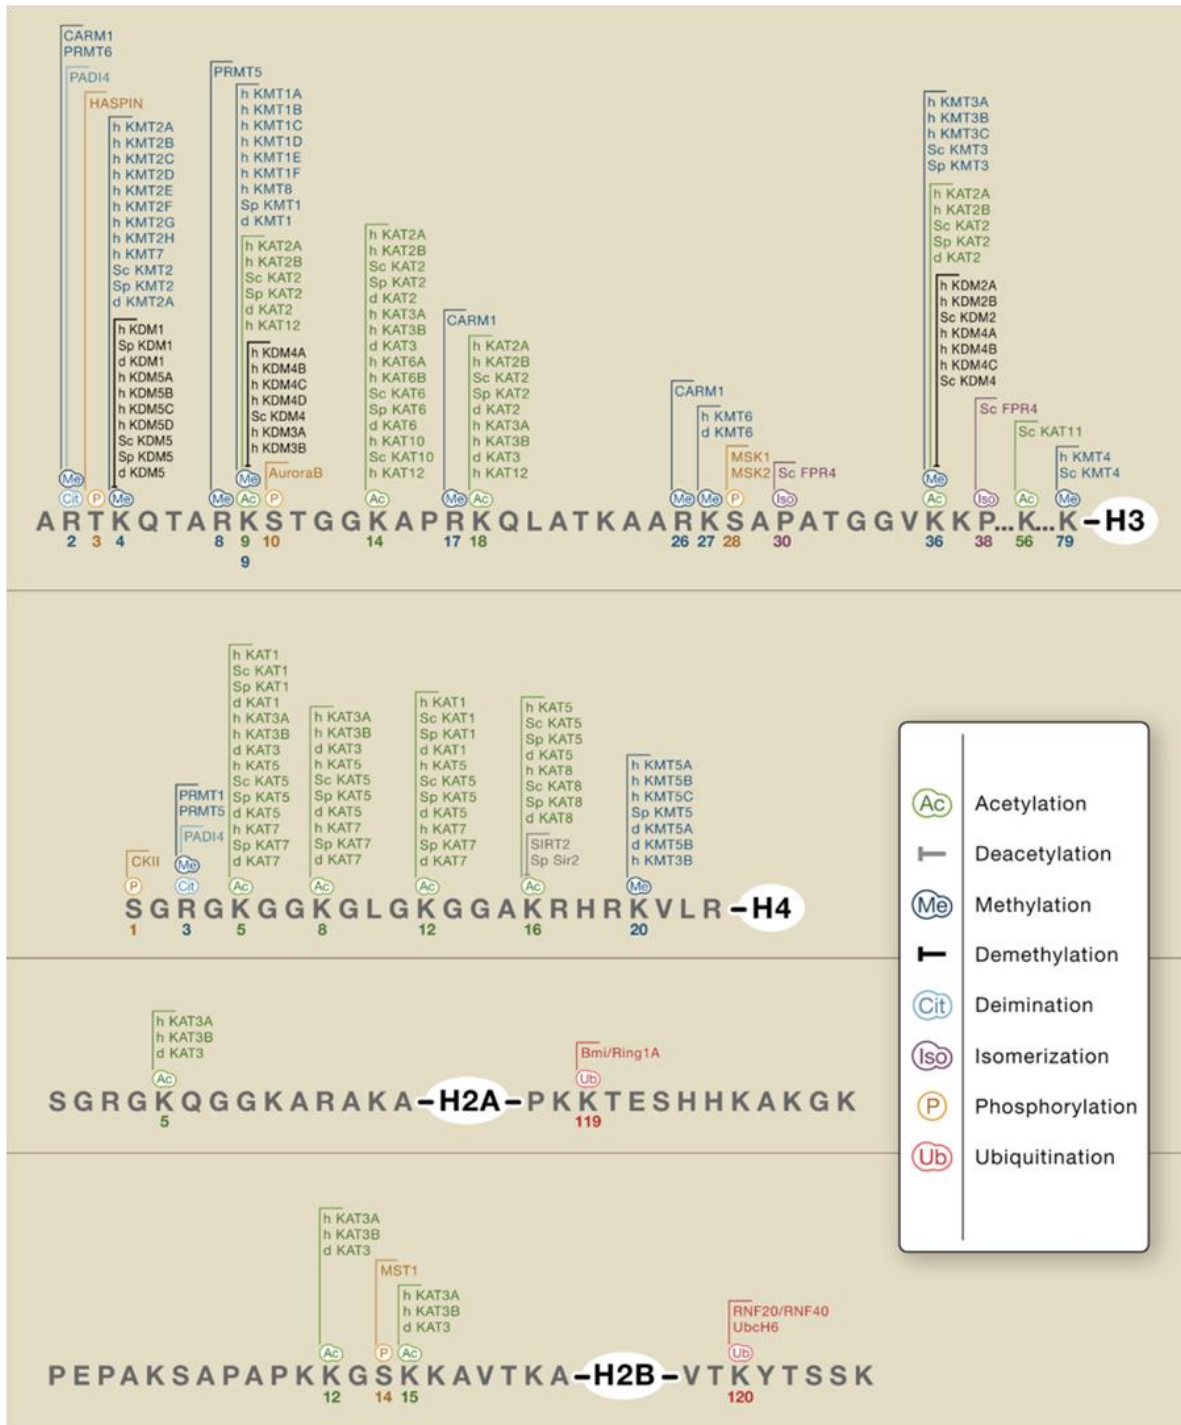 CARM1
PRMT6
PADI4
HASPIN
h KMT2A
h KMT2B
h KMT2C
h KMT2D
h KMT2E
h KMT2F
h KMT2G
h KMT2H
h KMT7
Sc KMT2
Sp KMT2
d KMT2A
h KDM1
Sp KDM1
d KDM1
h KDM5A
h KDM5B
h KDM5C
h KDM5D
Sc KDM5
Sp KDM5
d KDM5
PRMT5
h KMT1A
h KMT1B
h KMT1C
h KMT1D
h KMT1E
h KMT1F
h KMT8
Sp KMT1
d KMT1
h KAT2A
h KAT2B
Sc KAT2
Sp KAT2
d KAT2
h KAT12
h KDM4A
h KDM4B
h KDM4C
h KDM4D
Sc KDM4
h KDM3A
h KDM3B
AuroraB
h KAT2A
h KAT2B
Sc KAT2
Sp KAT2
d KAT2
h KAT3A
h KAT3B
d KAT3
h KAT6A
h KAT6B
Sc KAT6
Sp KAT6
d KAT6
h KAT10
Sc KAT10
h KAT12
CARM1
h KAT2A
h KAT2B
Sc KAT2
Sp KAT2
d KAT2
h KAT3A
h KAT3B
d KAT3
h KAT12
CARM1
h KMT6
d KMT6
MSK1
MSK2
Sc FPR4
h KMT3A
h KMT3B
h KMT3C
Sc KMT3
Sp KMT3
h KAT2A
h KAT2B
Sc KAT2
Sp KAT2
d KAT2
h KDM2A
h KDM2B
Sc KDM2
h KDM4A
h KDM4B
h KDM4C
Sc KDM4
Sc FPR4
Sc KAT11
h KMT4
Sc KMT4
Me Me Me
Cit P Me Me Ac P Ac Me Ac Me Me P Iso Ac Iso Ac Me
ARTKQTARKSTGGKAPRKQLATKAARKSAPATGGVKKP...K...K-H3
2 3 4 8 9 10 14 17 18 26 27 28 30 36 38 56 79
9
CKII
PRMT1
PRMT5
PADI4
h KAT1
Sc KAT1
Sp KAT1
d KAT1
h KAT3A
h KAT3B
d KAT3
h KAT5
Sc KAT5
Sp KAT5
d KAT5
h KAT7
Sp KAT7
d KAT7
h KAT3A
h KAT3B
d KAT3
h KAT5
Sc KAT5
Sp KAT5
d KAT5
h KAT7
Sp KAT7
d KAT7
h KAT1
Sc KAT1
Sp KAT1
d KAT1
h KAT5
Sc KAT5
Sp KAT5
d KAT5
h KAT7
Sp KAT7
d KAT7
h KAT5
Sc KAT5
Sp KAT5
d KAT5
h KAT8
Sc KAT8
Sp KAT8
d KAT8
SIRT2
Sp Sir2
h KMT5A
h KMT5B
h KMT5C
Sp KMT5
d KMT5A
d KMT5B
h KMT3B
Me
P Cit Ac Ac Ac Ac Me
SGRGKGGKGLGKGGAKRHRKVLR-H4
1 3 5 8 12 16 20
h KAT3A
h KAT3B
d KAT3
Bmi/Ring1A
Ac Ub
SGRGKQGGKARAKA-H2A-PKKTESHHKAKGK
5 119
h KAT3A
h KAT3B
d KAT3
MST1
h KAT3A
h KAT3B
d KAT3
RNF20/RNF40
UbcH6
Ac P Ac Ub
PEPAKSAPAPKKGSKKAVTKA-H2B-VTKYTSSK
12 14 15 120
Ac Acetylation
Deacetylation
Me Methylation
Demethylation
Cit Deimination
Iso Isomerization
P Phosphorylation
Ub Ubiquitination